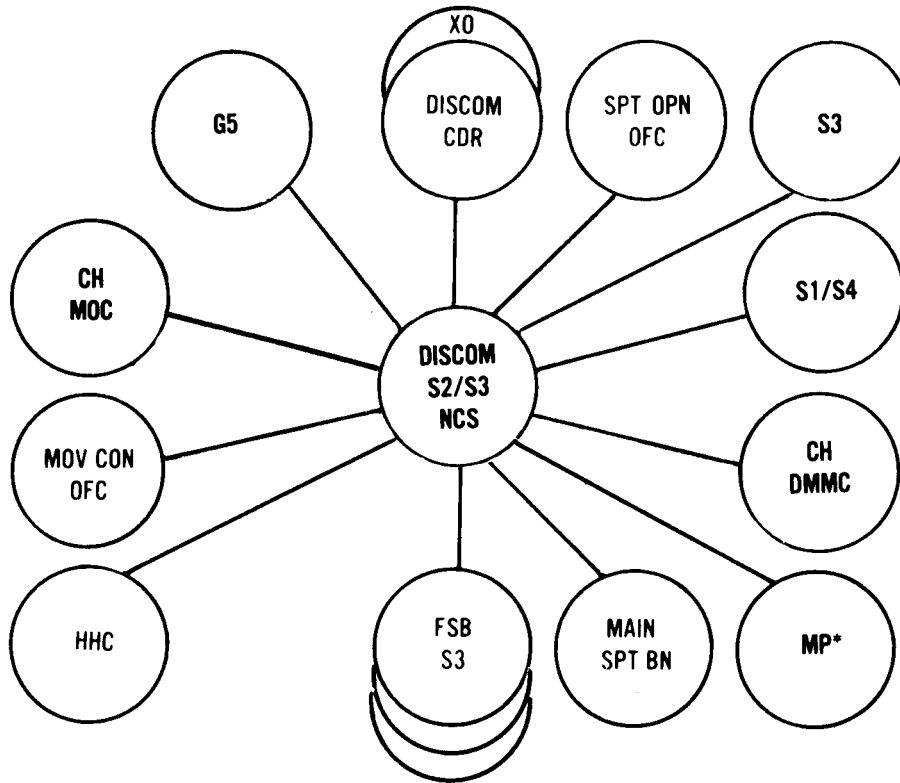 XO
DISCOM
CDR
SPT OPN
OFC
G5
S3
CH
MOC
S1/S4
DISCOM
S2/S3
NCS
MOV CON
OFC
CH
DMMC
HHC
FSB
S3
MAIN
SPT BN
MP*